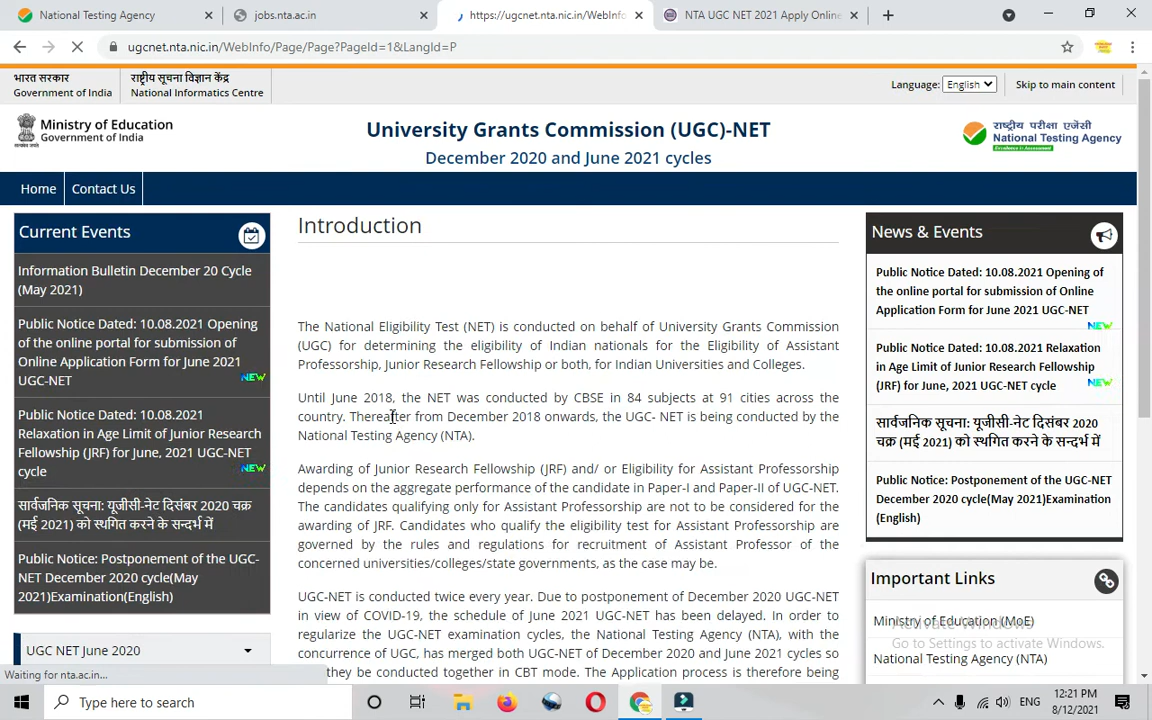 National Testing Agency
jobs.nta.ac.in
https://ugcnet.nta.nic.in/WebInfo
NTA UGC NET 2021 Apply Online
ugcnet.nta.nic.in/WebInfo/Page/Page?PageId=1&LangId=P
भारत सरकार
Government of India
राष्ट्रीय सूचना विज्ञान केंद्र
National Informatics Centre
Language: English
Skip to main content
Ministry of Education
Government of India
University Grants Commission (UGC)-NET
December 2020 and June 2021 cycles
राष्ट्रीय परीक्षा एजेंसी
National Testing Agency
Excellence in Assessment
Home
Contact Us
Current Events
Information Bulletin December 20 Cycle
(May 2021)
Public Notice Dated: 10.08.2021 Opening
of the online portal for submission of
Online Application Form for June 2021
UGC-NET
NEW
Public Notice Dated: 10.08.2021
Relaxation in Age Limit of Junior Research
Fellowship (JRF) for June, 2021 UGC-NET
cycle
NEW
सार्वजनिक सूचना: यूजीसी-नेट दिसंबर 2020 चक्र
(मई 2021) को स्थगित करने के सन्दर्भ में
Public Notice: Postponement of the UGC-
NET December 2020 cycle(May
2021)Examination(English)
UGC NET June 2020
Introduction
The National Eligibility Test (NET) is conducted on behalf of University Grants Commission
(UGC) for determining the eligibility of Indian nationals for the Eligibility of Assistant
Professorship, Junior Research Fellowship or both, for Indian Universities and Colleges.
Until June 2018, the NET was conducted by CBSE in 84 subjects at 91 cities across the
country. Thereafter from December 2018 onwards, the UGC- NET is being conducted by the
National Testing Agency (NTA).
Awarding of Junior Research Fellowship (JRF) and/ or Eligibility for Assistant Professorship
depends on the aggregate performance of the candidate in Paper-I and Paper-II of UGC-NET.
The candidates qualifying only for Assistant Professorship are not to be considered for the
awarding of JRF. Candidates who qualify the eligibility test for Assistant Professorship are
governed by the rules and regulations for recruitment of Assistant Professor of the
concerned universities/colleges/state governments, as the case may be.
UGC-NET is conducted twice every year. Due to postponement of December 2020 UGC-NET
in view of COVID-19, the schedule of June 2021 UGC-NET has been delayed. In order to
regularize the UGC-NET examination cycles, the National Testing Agency (NTA), with the
concurrence of UGC, has merged both UGC-NET of December 2020 and June 2021 cycles so
they be conducted together in CBT mode. The Application process is therefore being
News & Events
Public Notice Dated: 10.08.2021 Opening of
the online portal for submission of Online
Application Form for June 2021 UGC-NET
NEW
Public Notice Dated: 10.08.2021 Relaxation
in Age Limit of Junior Research Fellowship
(JRF) for June, 2021 UGC-NET cycle
NEW
सार्वजनिक सूचना: यूजीसी-नेट दिसंबर 2020
चक्र (मई 2021) को स्थगित करने के सन्दर्भ में
Public Notice: Postponement of the UGC-NET
December 2020 cycle(May 2021)Examination
(English)
Important Links
Ministry of Education (MoE)
National Testing Agency (NTA)
Activate Windows
Go to Settings to activate Windows.
Waiting for nta.ac.in...
Type here to search
ENG
12:21 PM
8/12/2021